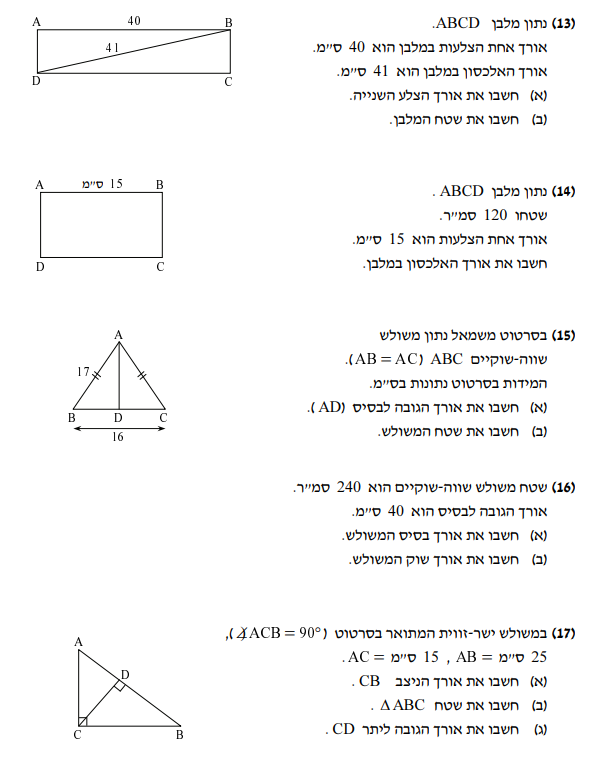 (13) נתון מלבן ABCD.
אורך אחת הצלעות במלבן הוא 40 ס״מ.
אורך האלכסון במלבן הוא 41 ס״מ.
(א) חשבו את אורך הצלע השנייה.
(ב) חשבו את שטח המלבן.
A 40 B
41
D C
(14) נתון מלבן ABCD .
שטחו 120 סמ״ר.
אורך אחת הצלעות הוא 15 ס״מ.
חשבו את אורך האלכסון במלבן.
A 15 ס״מ B
D C
(15) בסרטוט משמאל נתון משולש
שווה-שוקיים ABC (AB = AC).
המידות בסרטוט נתונות בס״מ.
(א) חשבו את אורך הגובה לבסיס (AD).
(ב) חשבו את שטח המשולש.
A
17
B D C
16
(16) שטח משולש שווה-שוקיים הוא 240 סמ״ר.
אורך הגובה לבסיס הוא 40 ס״מ.
(א) חשבו את אורך בסיס המשולש.
(ב) חשבו את אורך שוק המשולש.
(17) במשולש ישר-זווית המתואר בסרטוט (∢ACB = 90°),
25 ס״מ = AB , 15 ס״מ = AC .
(א) חשבו את אורך הניצב CB .
(ב) חשבו את שטח ΔABC .
(ג) חשבו את אורך הגובה ליתר CD .
A
D
C B